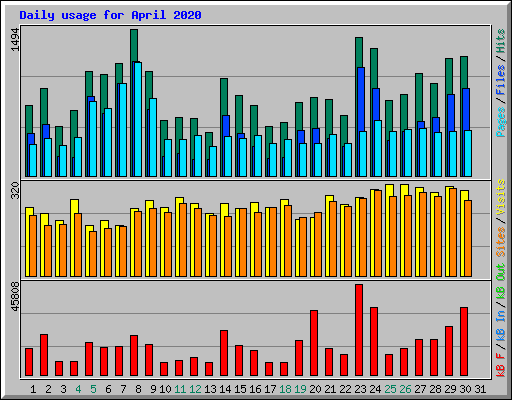 Daily usage for April 2020
1494
Pages / Files / Hits
320
Sites / Visits
45808
kB F / kB In / kB Out
1 2 3 4 5 6 7 8 9 10 11 12 13 14 15 16 17 18 19 20 21 22 23 24 25 26 27 28 29 30 31